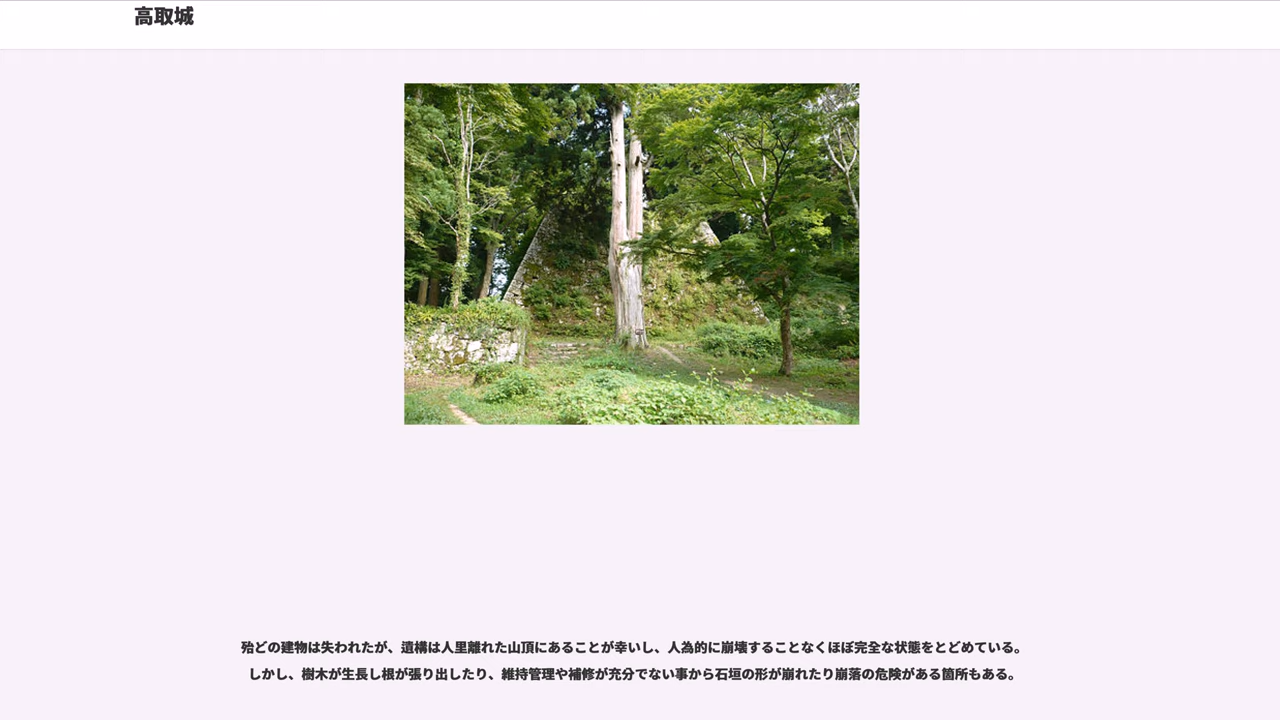 高取城
殆どの建物は失われたが、遺構は人里離れた山頂にあることが幸いし、人為的に崩壊することなくほぼ完全な状態をとどめている。
しかし、樹木が生長し根が張り出したり、維持管理や補修が充分でない事から石垣の形が崩れたり崩落の危険がある箇所もある。